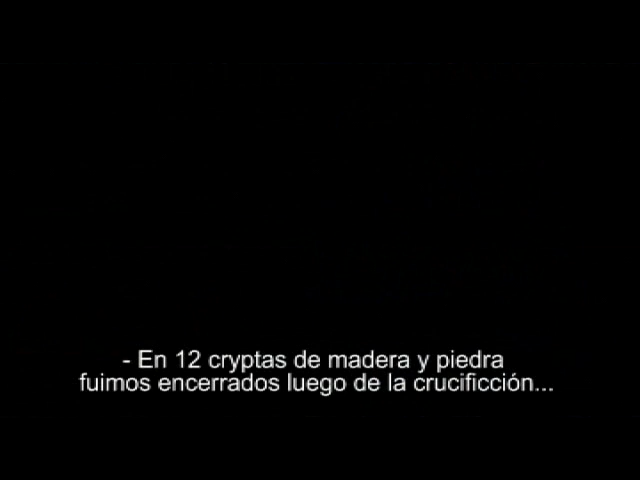 - En 12 cryptas de madera y piedra
fuimos encerrados luego de la crucificción...